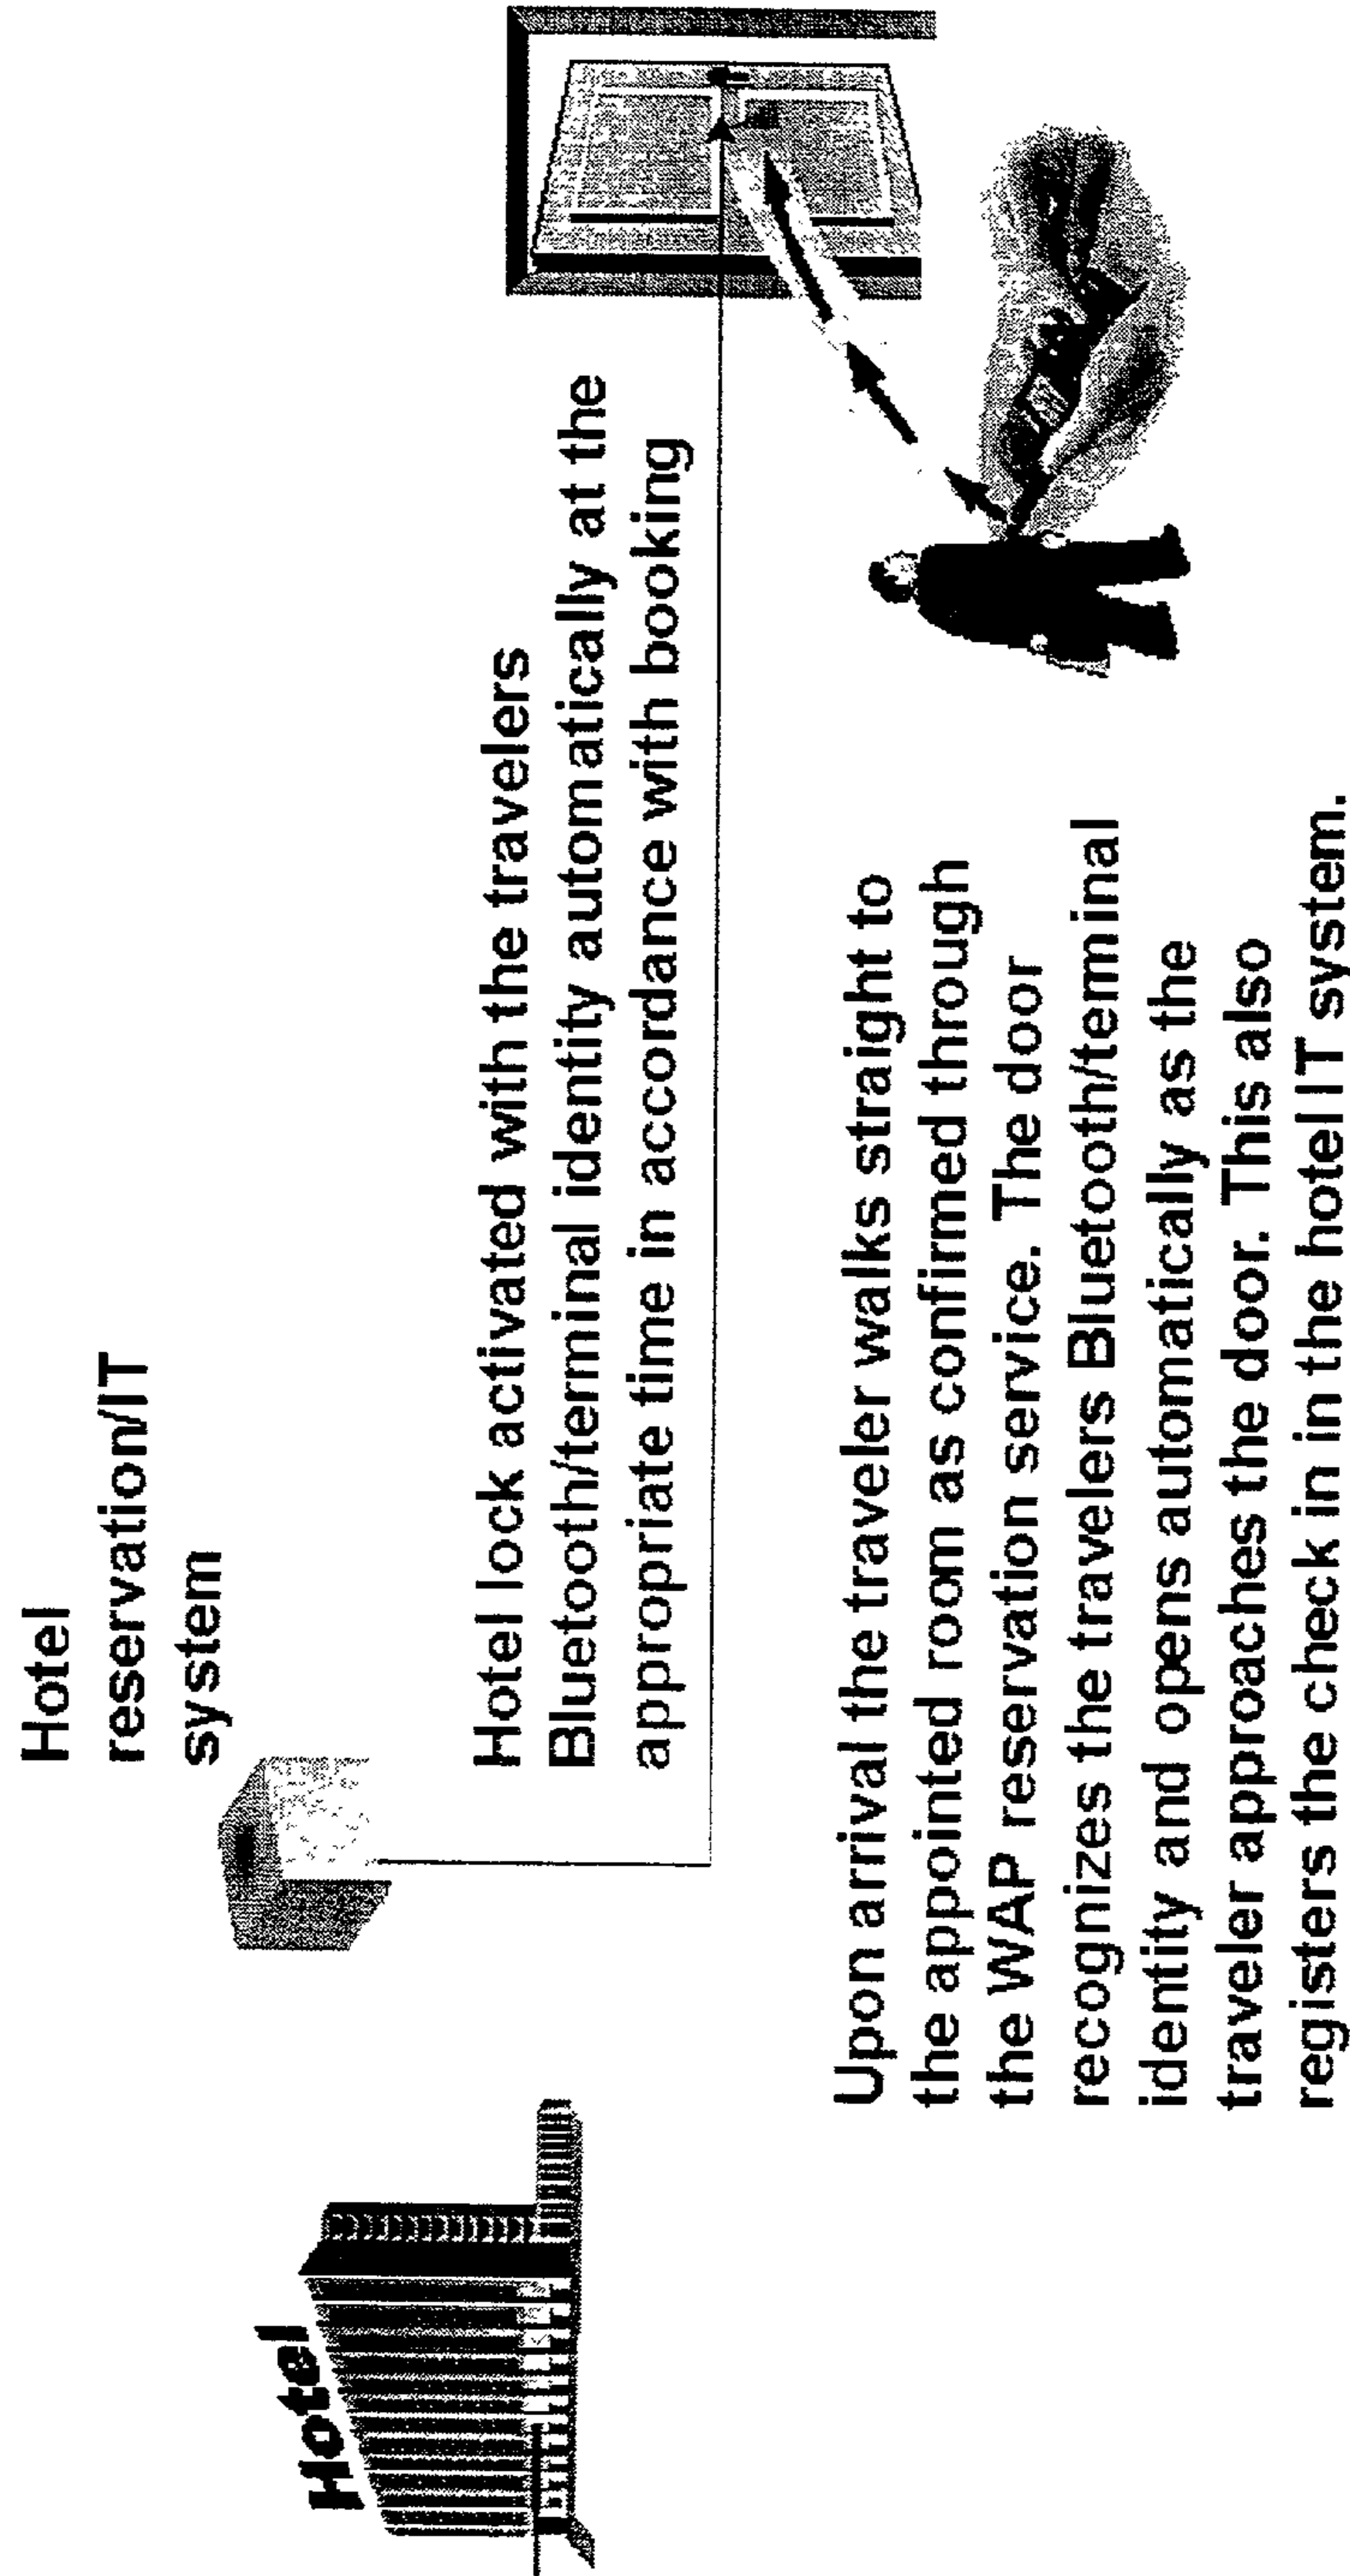 Hotel
Hotel
reservation/IT
system
Hotel lock activated with the travelers
Bluetooth/terminal identity automatically at the
appropriate time in accordance with booking
Upon arrival the traveler walks straight to
the appointed room as confirmed through
the WAP reservation service. The door
recognizes the travelers Bluetooth/terminal
identity and opens automatically as the
traveler approaches the door. This also
registers the check in in the hotel IT system.